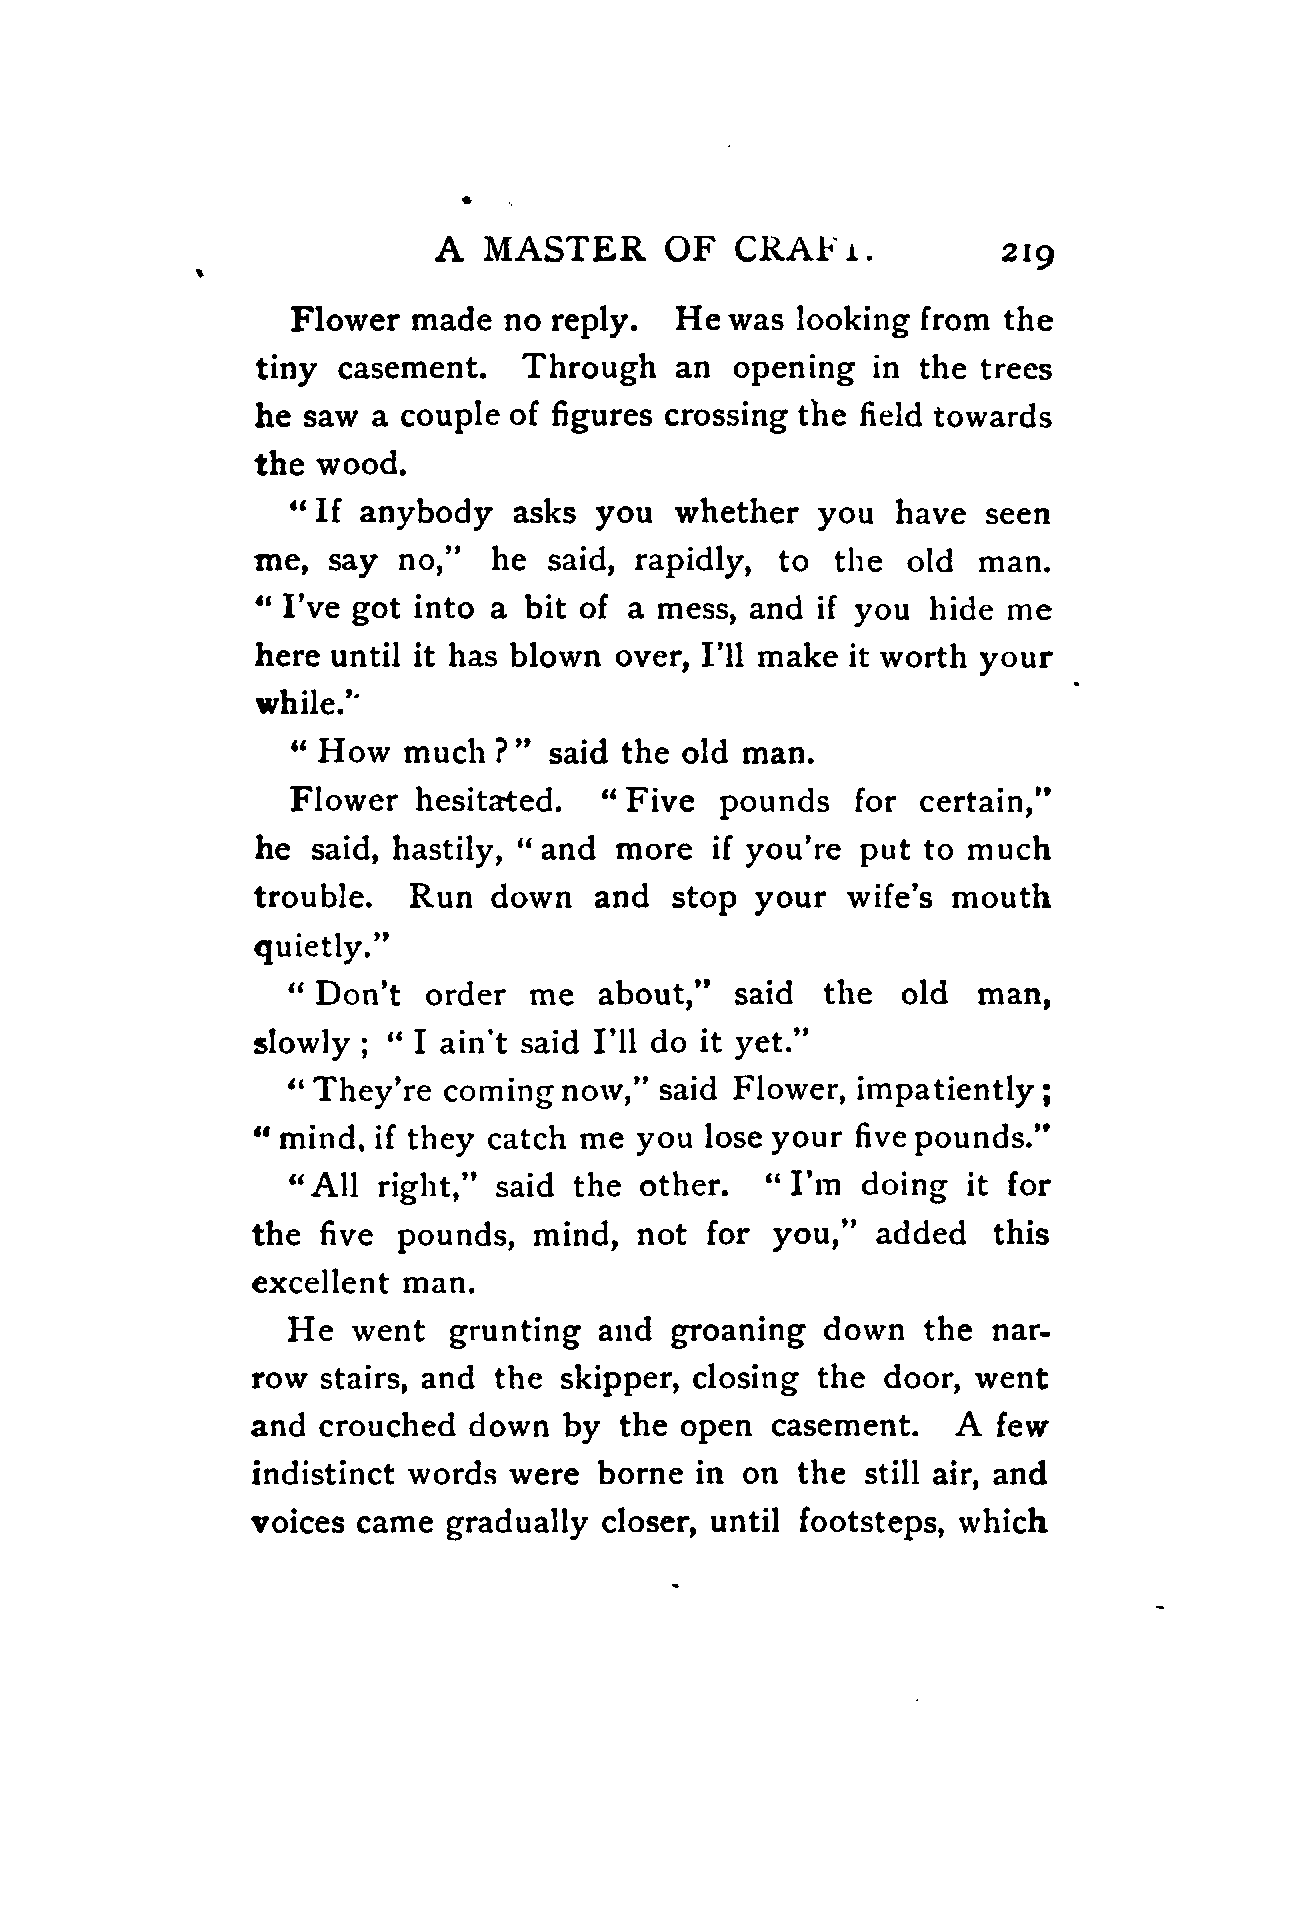 A MASTER OF CRAFT. 219
Flower made no reply. He was looking from the
tiny casement. Through an opening in the trees
he saw a couple of figures crossing the field towards
the wood.
“If anybody asks you whether you have seen
me, say no,” he said, rapidly, to the old man.
“I’ve got into a bit of a mess, and if you hide me
here until it has blown over, I’ll make it worth your
while.”
“How much?” said the old man.
Flower hesitated. “Five pounds for certain,”
he said, hastily, “and more if you’re put to much
trouble. Run down and stop your wife’s mouth
quietly.”
“Don’t order me about,” said the old man,
slowly; “I ain’t said I’ll do it yet.”
“They’re coming now,” said Flower, impatiently;
“mind, if they catch me you lose your five pounds.”
“All right,” said the other. “I’m doing it for
the five pounds, mind, not for you,” added this
excellent man.
He went grunting and groaning down the nar-
row stairs, and the skipper, closing the door, went
and crouched down by the open casement. A few
indistinct words were borne in on the still air, and
voices came gradually closer, until footsteps, which